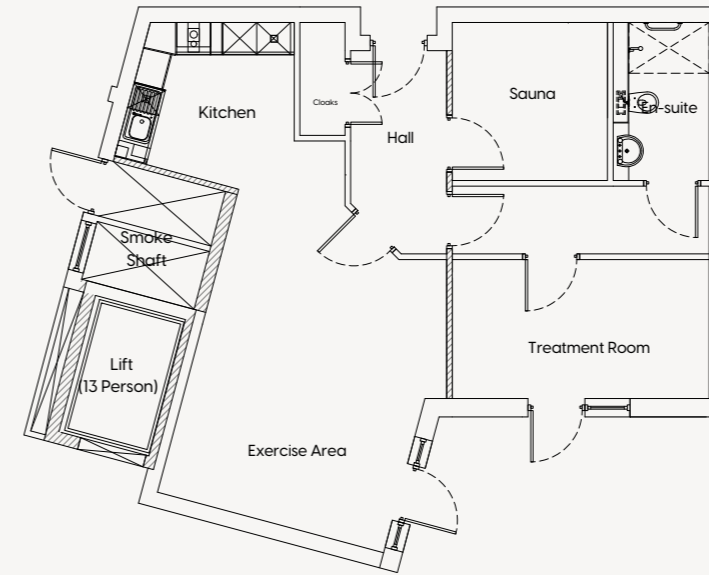 Kitchen
Cloaks
Hall
Sauna
En-suite
Smoke
Shaft
Lift
(13 Person)
Treatment Room
Exercise Area